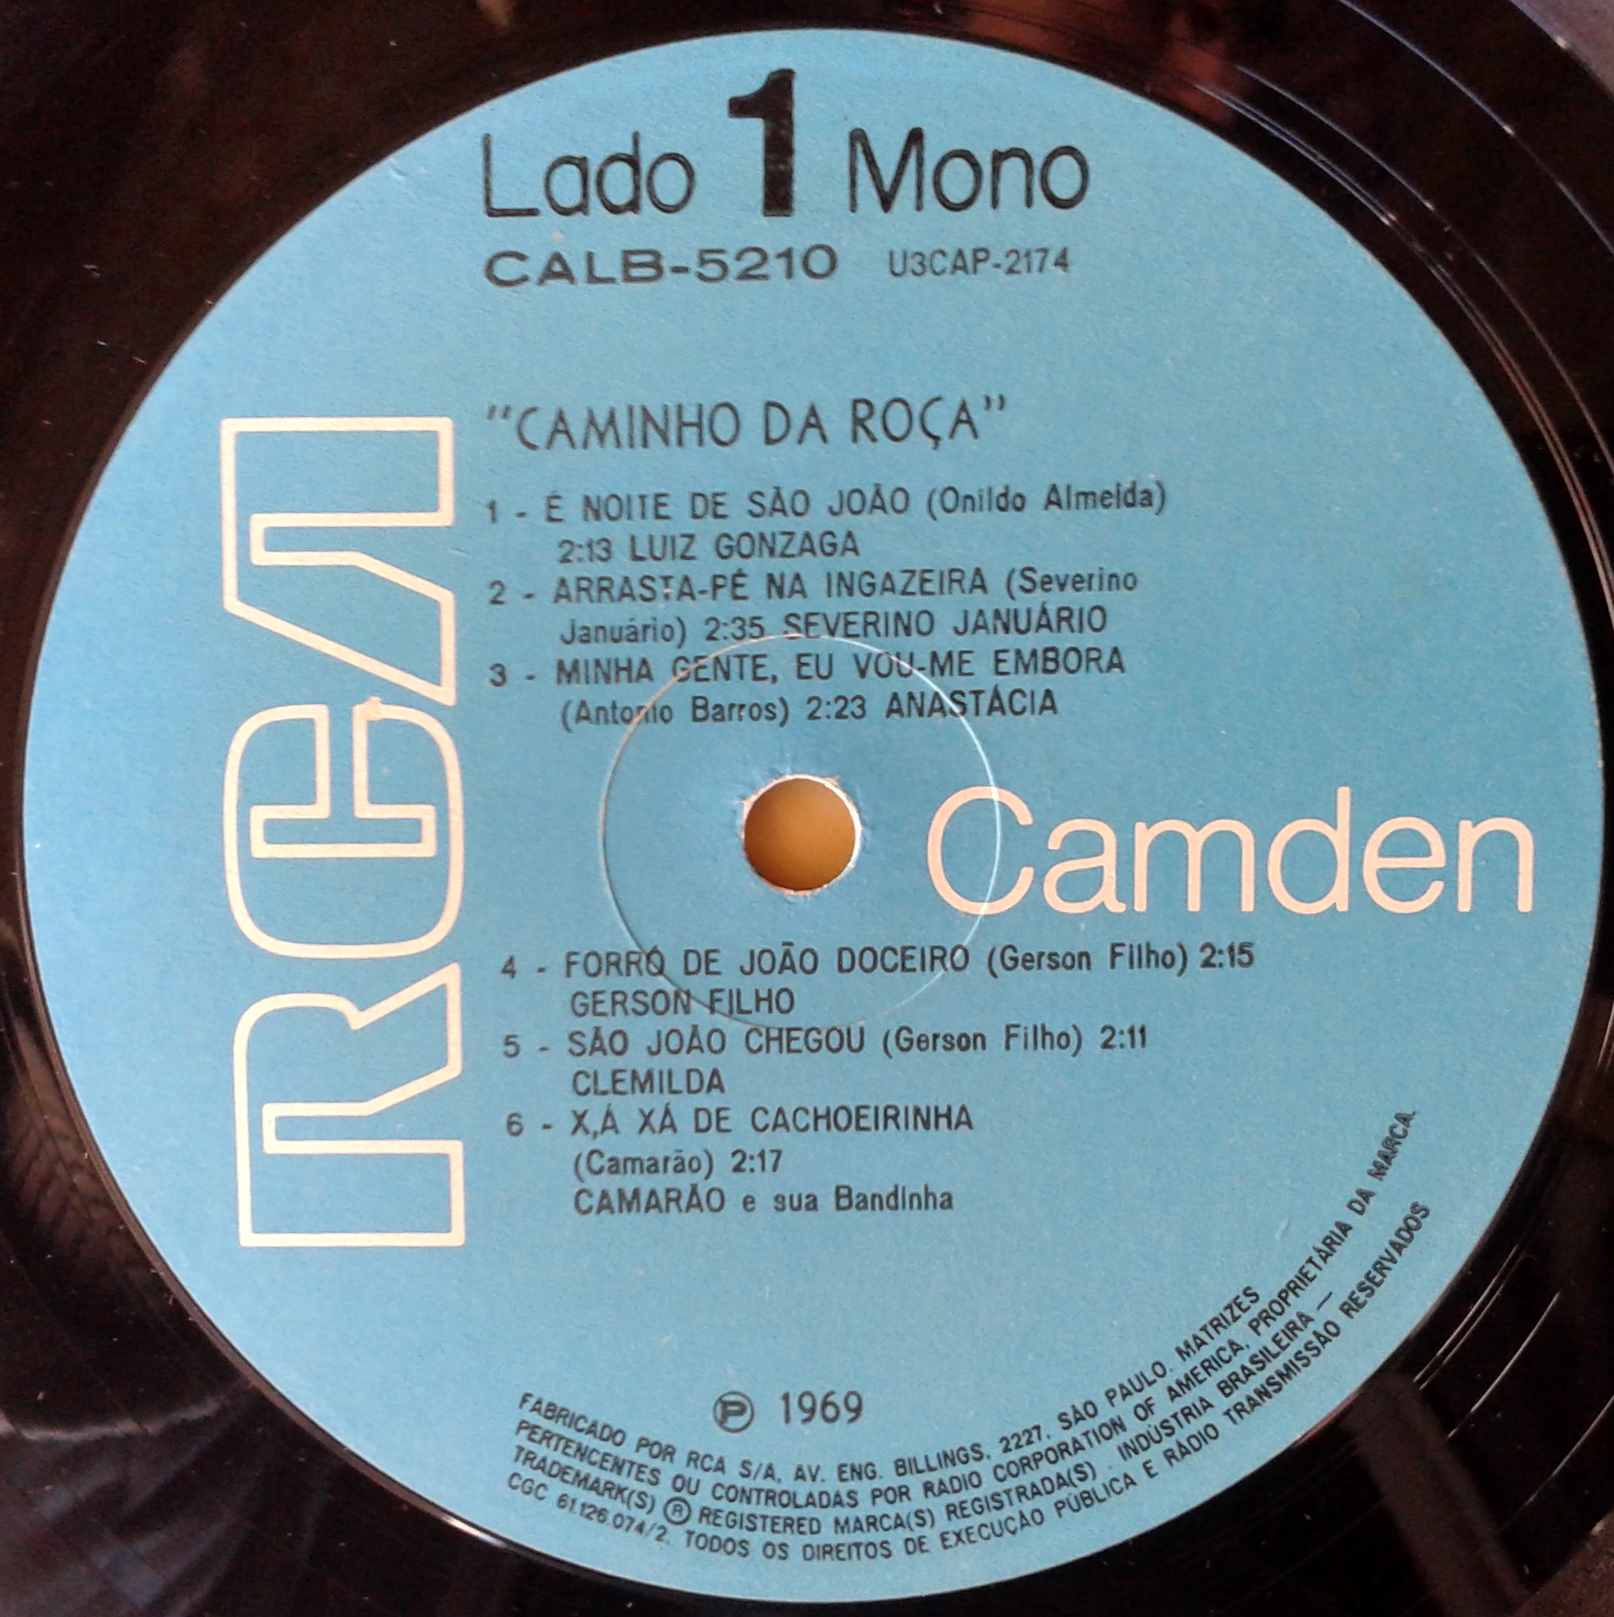 Lado 1 Mono
CALB-5210 U3CAP-2174
"CAMINHO DA ROÇA"
1 - É NOITE DE SÃO JOÃO (Onildo Almeida)
2:13 LUIZ GONZAGA
2 - ARRASTA-PÉ NA INGAZEIRA (Severino
Januário) 2:35 SEVERINO JANUÁRIO
3 - MINHA GENTE, EU VOU-ME EMBORA
(Antonio Barros) 2:23 ANASTÁCIA
RCA
Camden
4 - FORRÓ DE JOÃO DOCEIRO (Gerson Filho) 2:15
GERSON FILHO
5 - SÃO JOÃO CHEGOU (Gerson Filho) 2:11
CLEMILDA
6 - X,Á XÁ DE CACHOEIRINHA
(Camarão) 2:17
CAMARÃO e sua Bandinha
℗ 1969
FABRICADO POR RCA S/A. AV. ENG. BILLINGS, 2227, SÃO PAULO. MATRIZES
PERTENCENTES OU CONTROLADAS POR RADIO CORPORATION OF AMERICA, PROPRIETÁRIA DA MARCA.
TRADEMARK(S) ® REGISTERED MARCA(S) REGISTRADA(S) . INDÚSTRIA BRASILEIRA —
CGC 61.126.074/2. TODOS OS DIREITOS DE EXECUÇÃO PÚBLICA E RÁDIO TRANSMISSÃO RESERVADOS